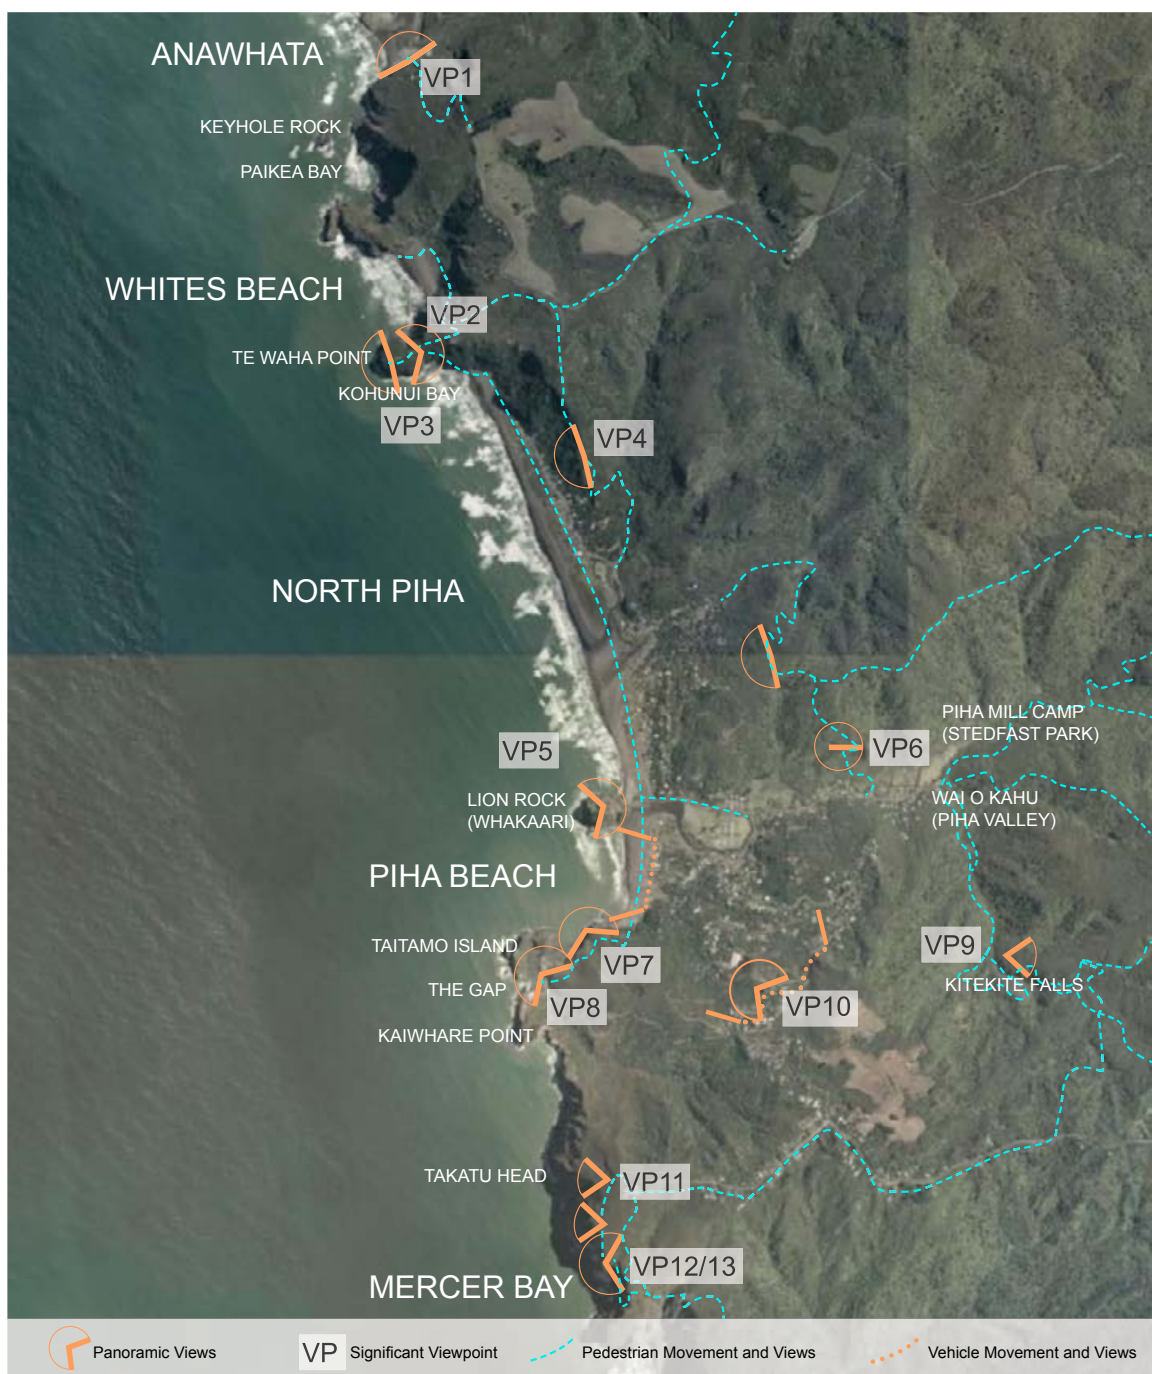 ANAWHATA
VP1
KEYHOLE ROCK
PAIKEA BAY
WHITES BEACH
VP2
TE WAHA POINT
KOHUNUI BAY
VP3
VP4
NORTH PIHA
PIHA MILL CAMP
(STEDFAST PARK)
VP5
VP6
LION ROCK
(WHAKAARI)
WAI O KAHU
(PIHA VALLEY)
PIHA BEACH
TAITAMO ISLAND
VP7
VP9
THE GAP
VP8
VP10
KITEKITE FALLS
KAIWHARE POINT
TAKATU HEAD
VP11
VP12/13
MERCER BAY
Panoramic Views
VP Significant Viewpoint
Pedestrian Movement and Views
Vehicle Movement and Views